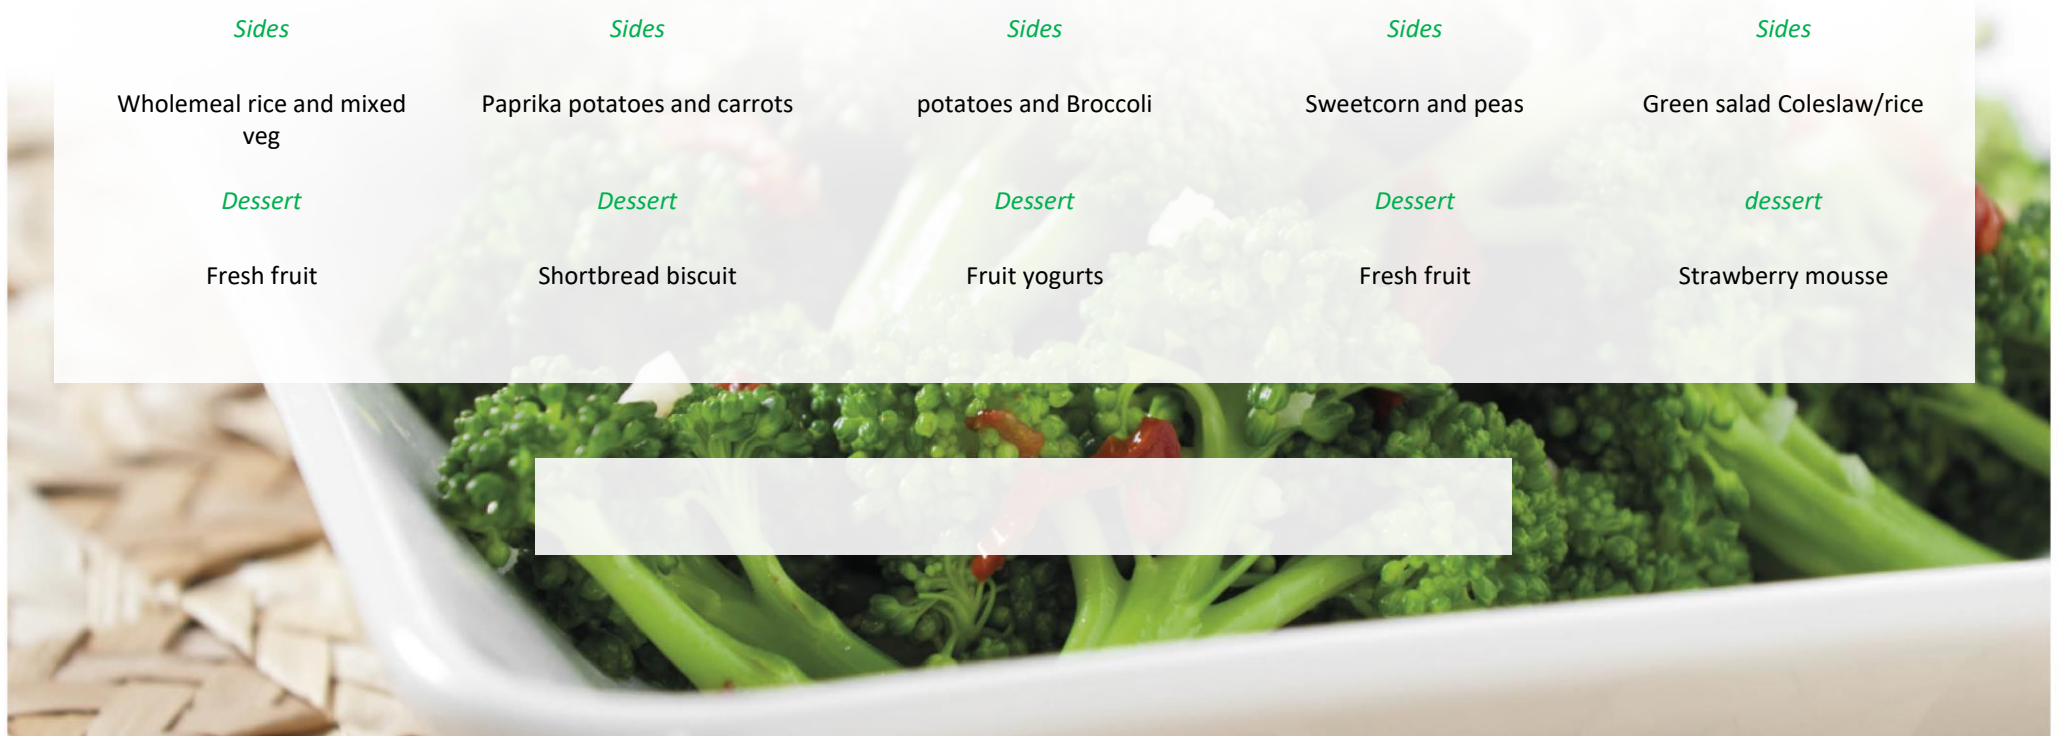 Sides Sides Sides Sides Sides
Wholemeal rice and mixed Paprika potatoes and carrots potatoes and Broccoli Sweetcorn and peas Green salad Coleslaw/rice
veg
Dessert Dessert Dessert Dessert dessert
Fresh fruit Shortbread biscuit Fruit yogurts Fresh fruit Strawberry mousse